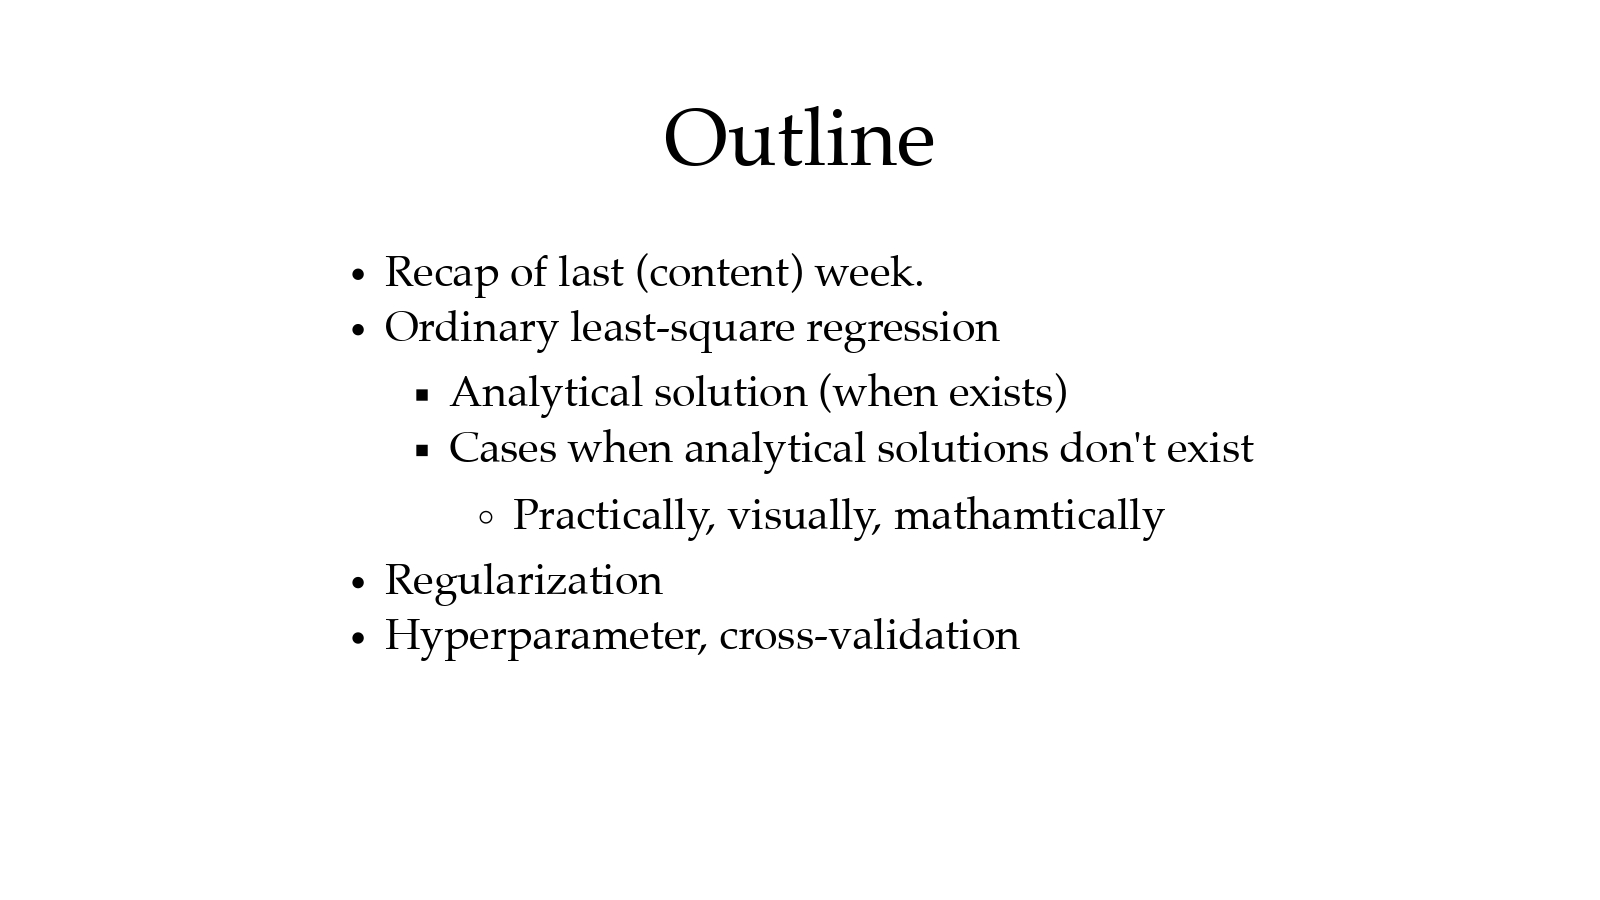 Outline
• Recap of last (content) week.
• Ordinary least-square regression
▪ Analytical solution (when exists)
▪ Cases when analytical solutions don't exist
◦ Practically, visually, mathamtically
• Regularization
• Hyperparameter, cross-validation